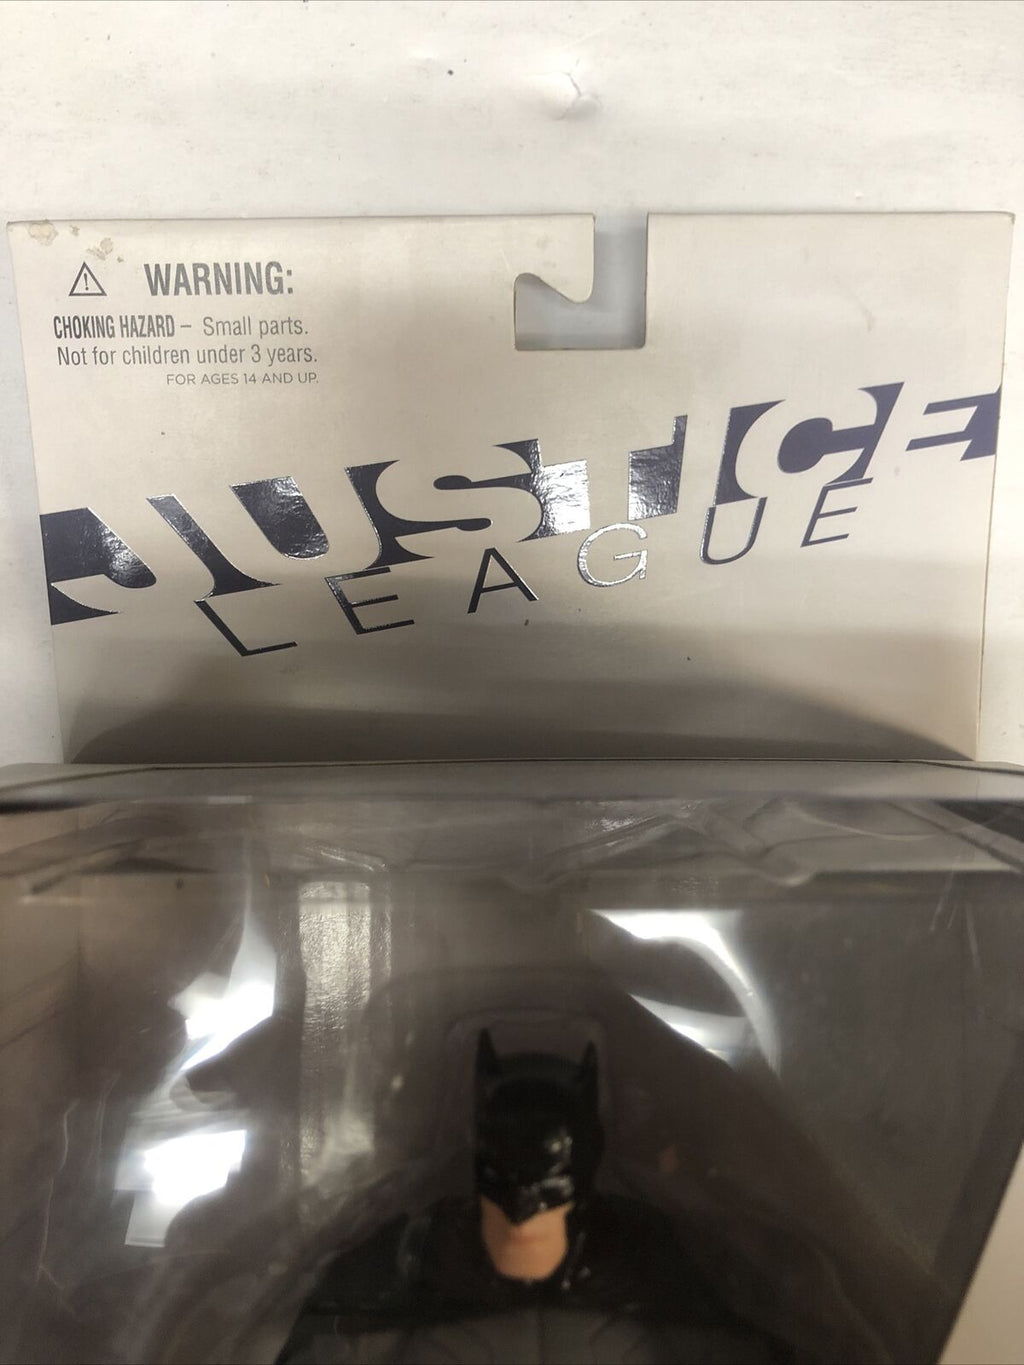 WARNING:
CHOKING HAZARD – Small parts.
Not for children under 3 years.
FOR AGES 14 AND UP.
JUSTICE
LEAGUE